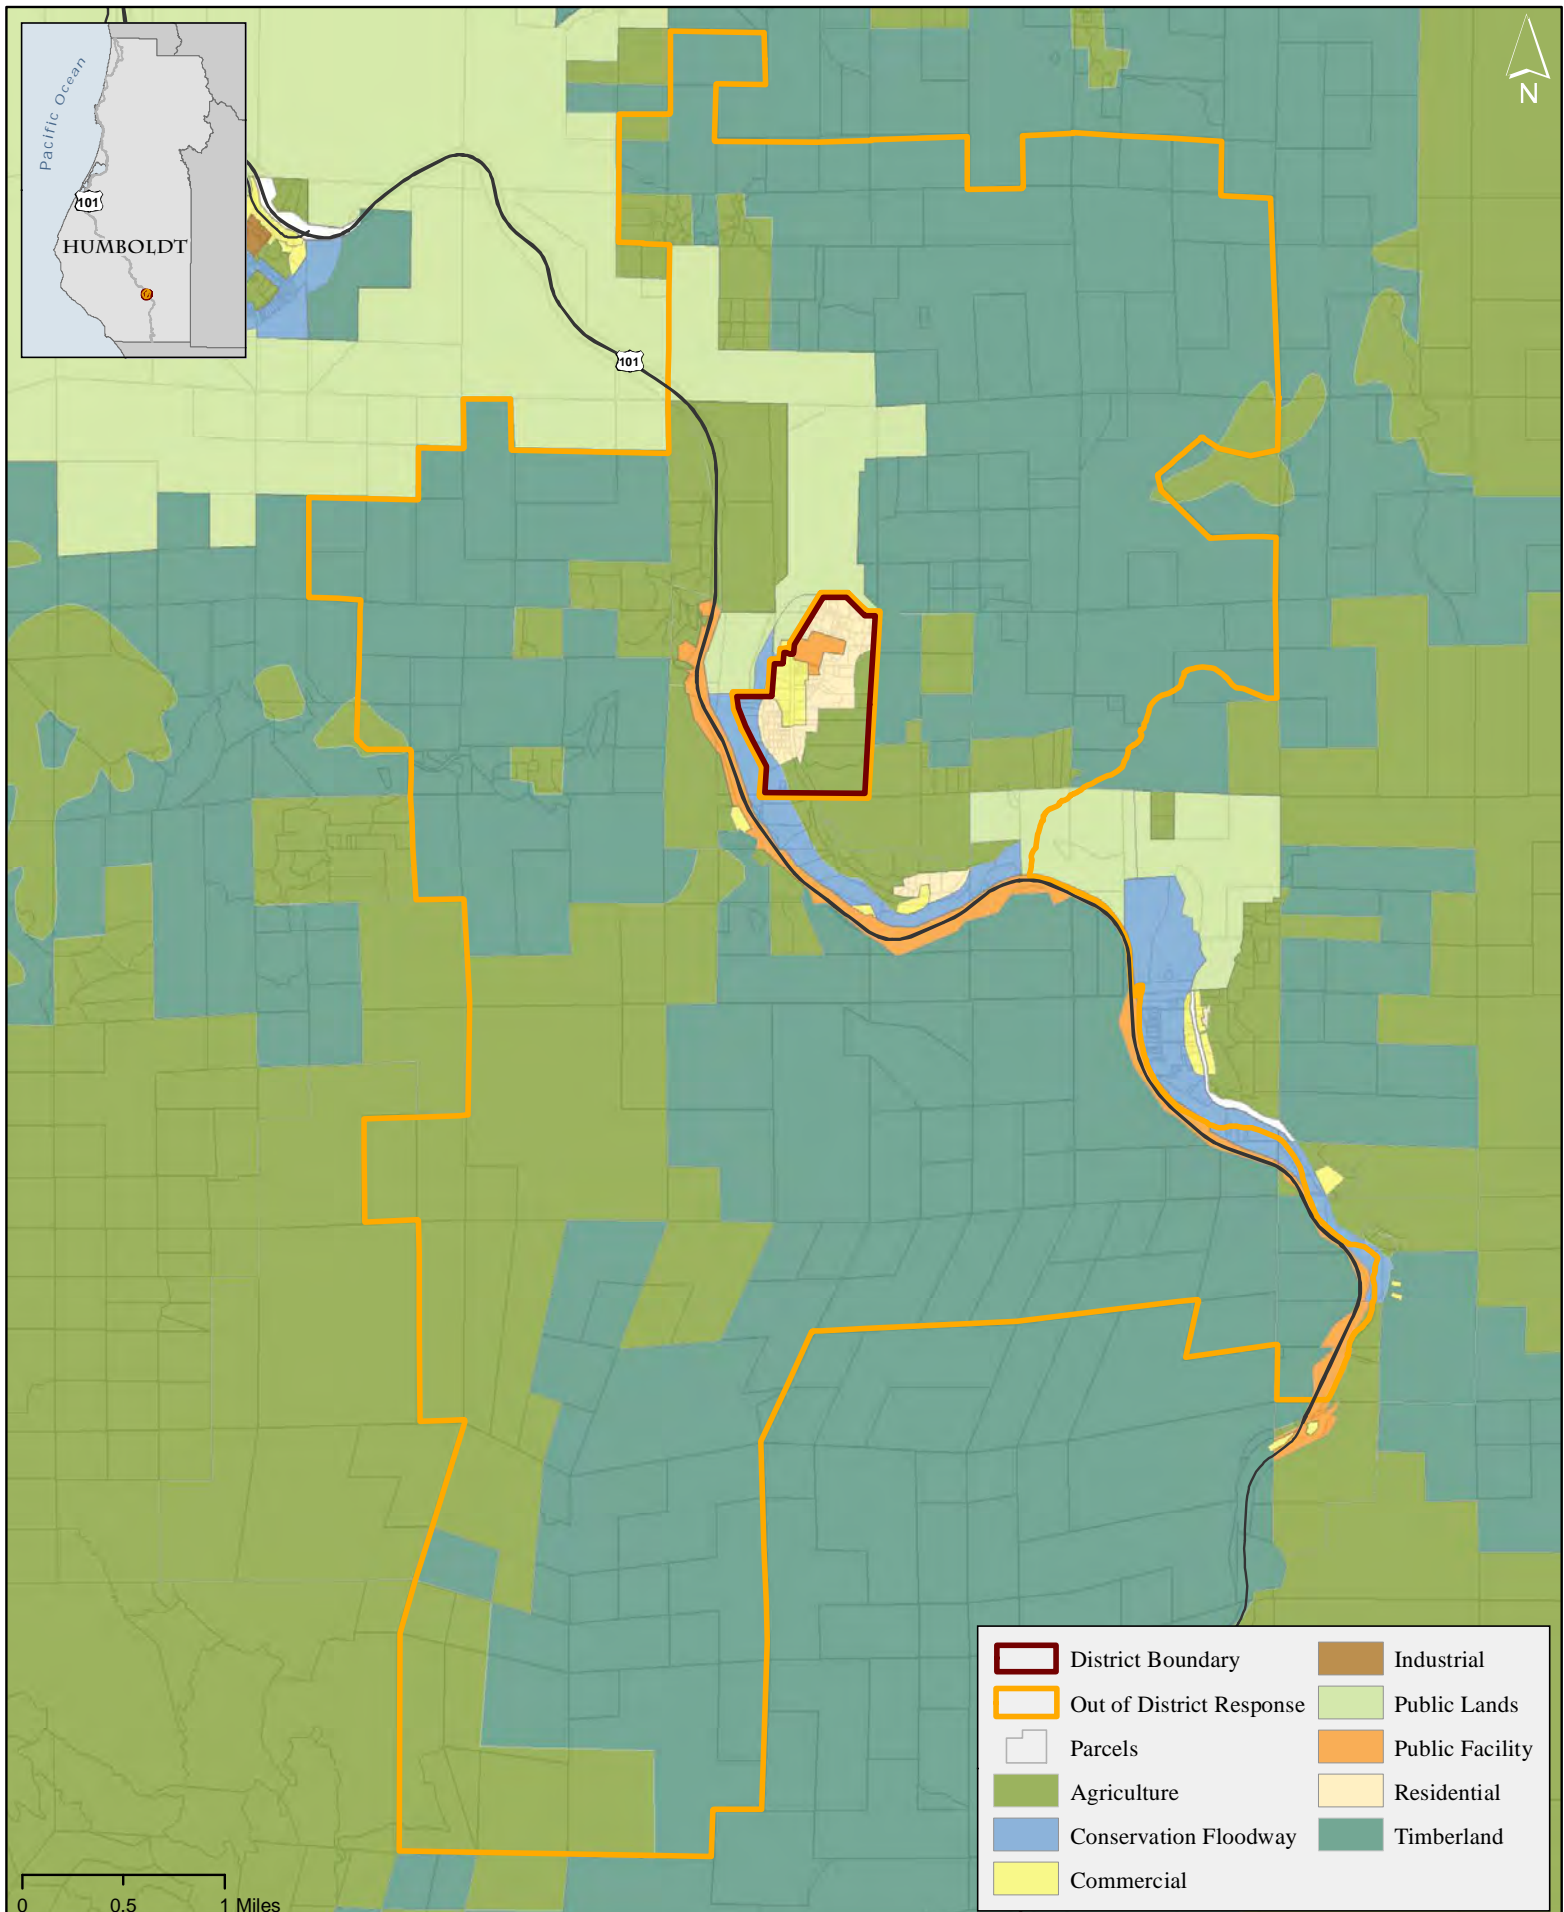 Pacific Ocean
101
HUMBOLDT
N
101
District Boundary
Out of District Response
Parcels
Agriculture
Conservation Floodway
Commercial
Industrial
Public Lands
Public Facility
Residential
Timberland
0 0.5 1 Miles